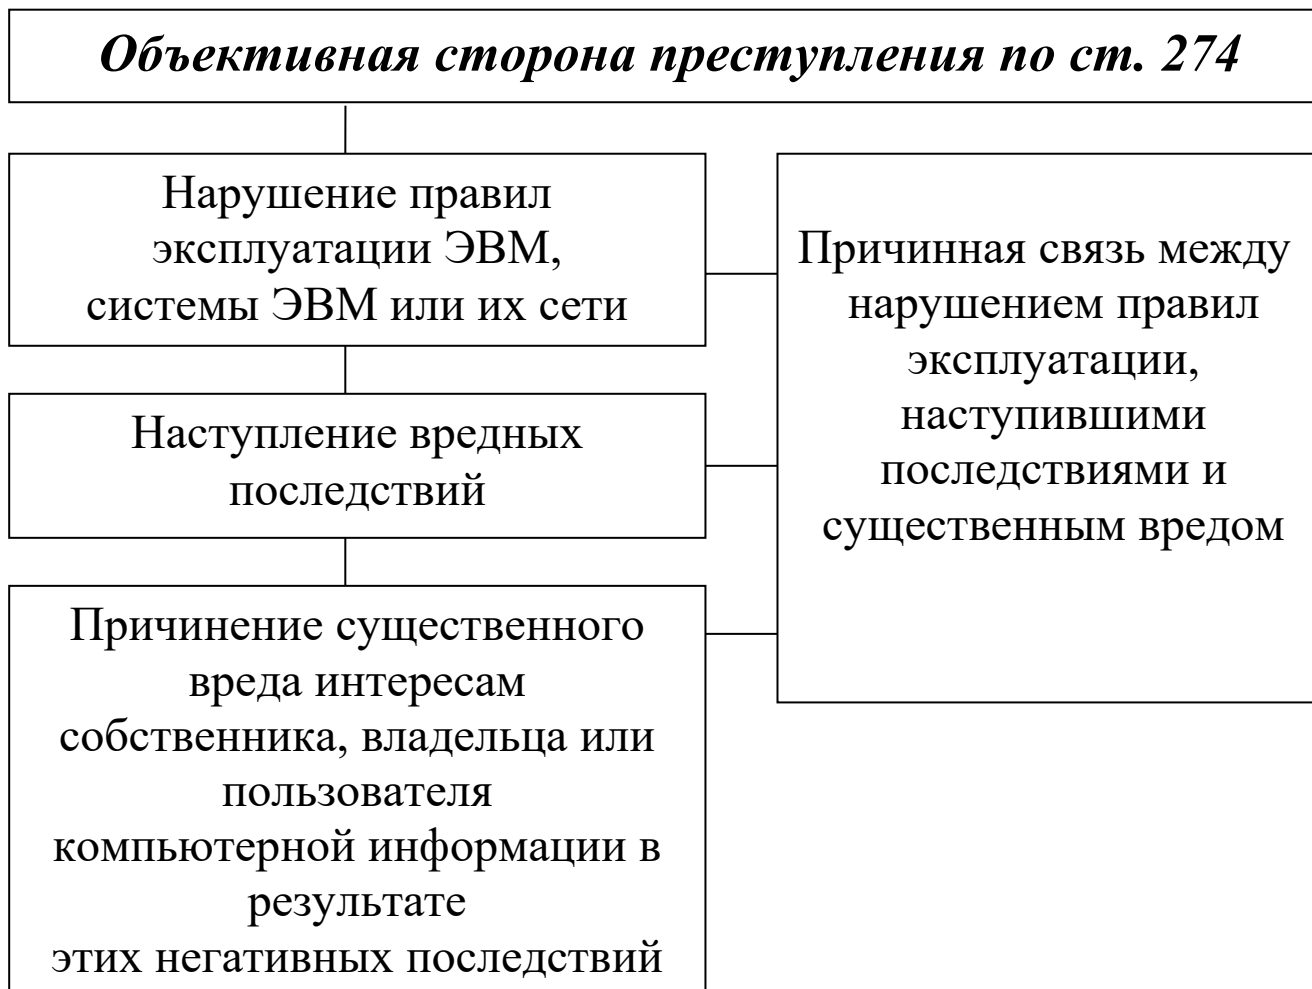 Объективная сторона преступления по ст. 274
Нарушение правил
эксплуатации ЭВМ,
системы ЭВМ или их сети
Наступление вредных
последствий
Причинение существенного
вреда интересам
собственника, владельца или
пользователя
компьютерной информации в
результате
этих негативных последствий
Причинная связь между
нарушением правил
эксплуатации,
наступившими
последствиями и
существенным вредом